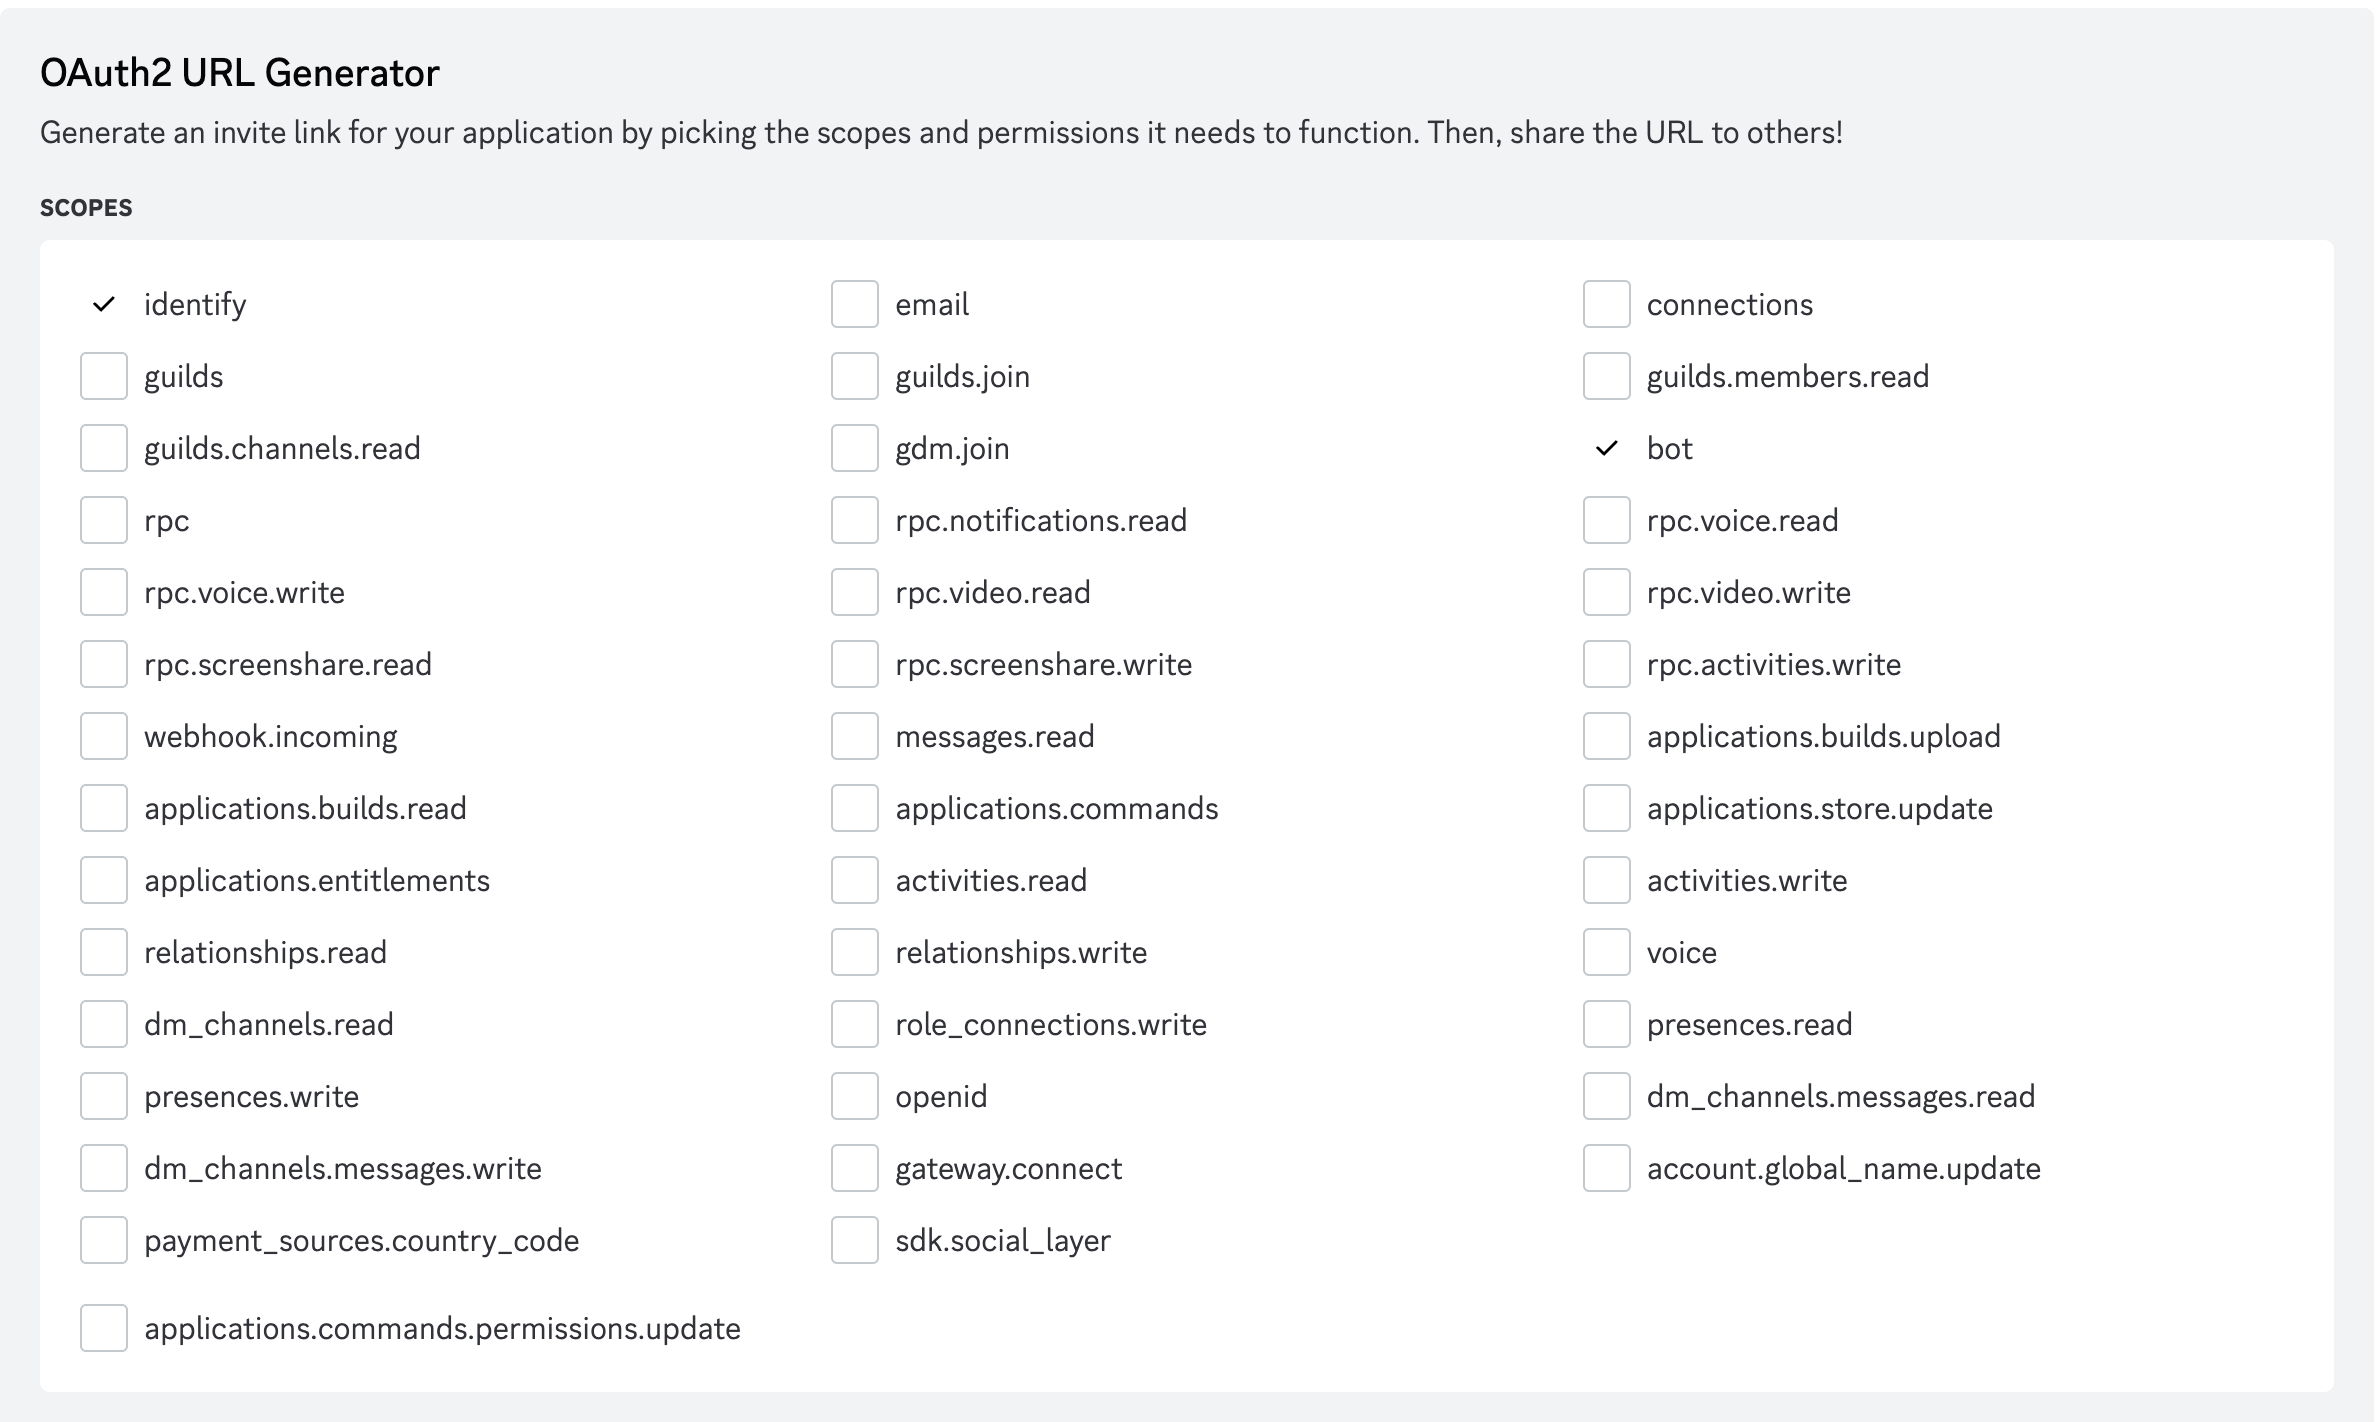 OAuth2 URL Generator
Generate an invite link for your application by picking the scopes and permissions it needs to function. Then, share the URL to others!
SCOPES
identify
email
connections
guilds
guilds.join
guilds.members.read
guilds.channels.read
gdm.join
bot
rpc
rpc.notifications.read
rpc.voice.read
rpc.voice.write
rpc.video.read
rpc.video.write
rpc.screenshare.read
rpc.screenshare.write
rpc.activities.write
webhook.incoming
messages.read
applications.builds.upload
applications.builds.read
applications.commands
applications.store.update
applications.entitlements
activities.read
activities.write
relationships.read
relationships.write
voice
dm_channels.read
role_connections.write
presences.read
presences.write
openid
dm_channels.messages.read
dm_channels.messages.write
gateway.connect
account.global_name.update
payment_sources.country_code
sdk.social_layer
applications.commands.permissions.update